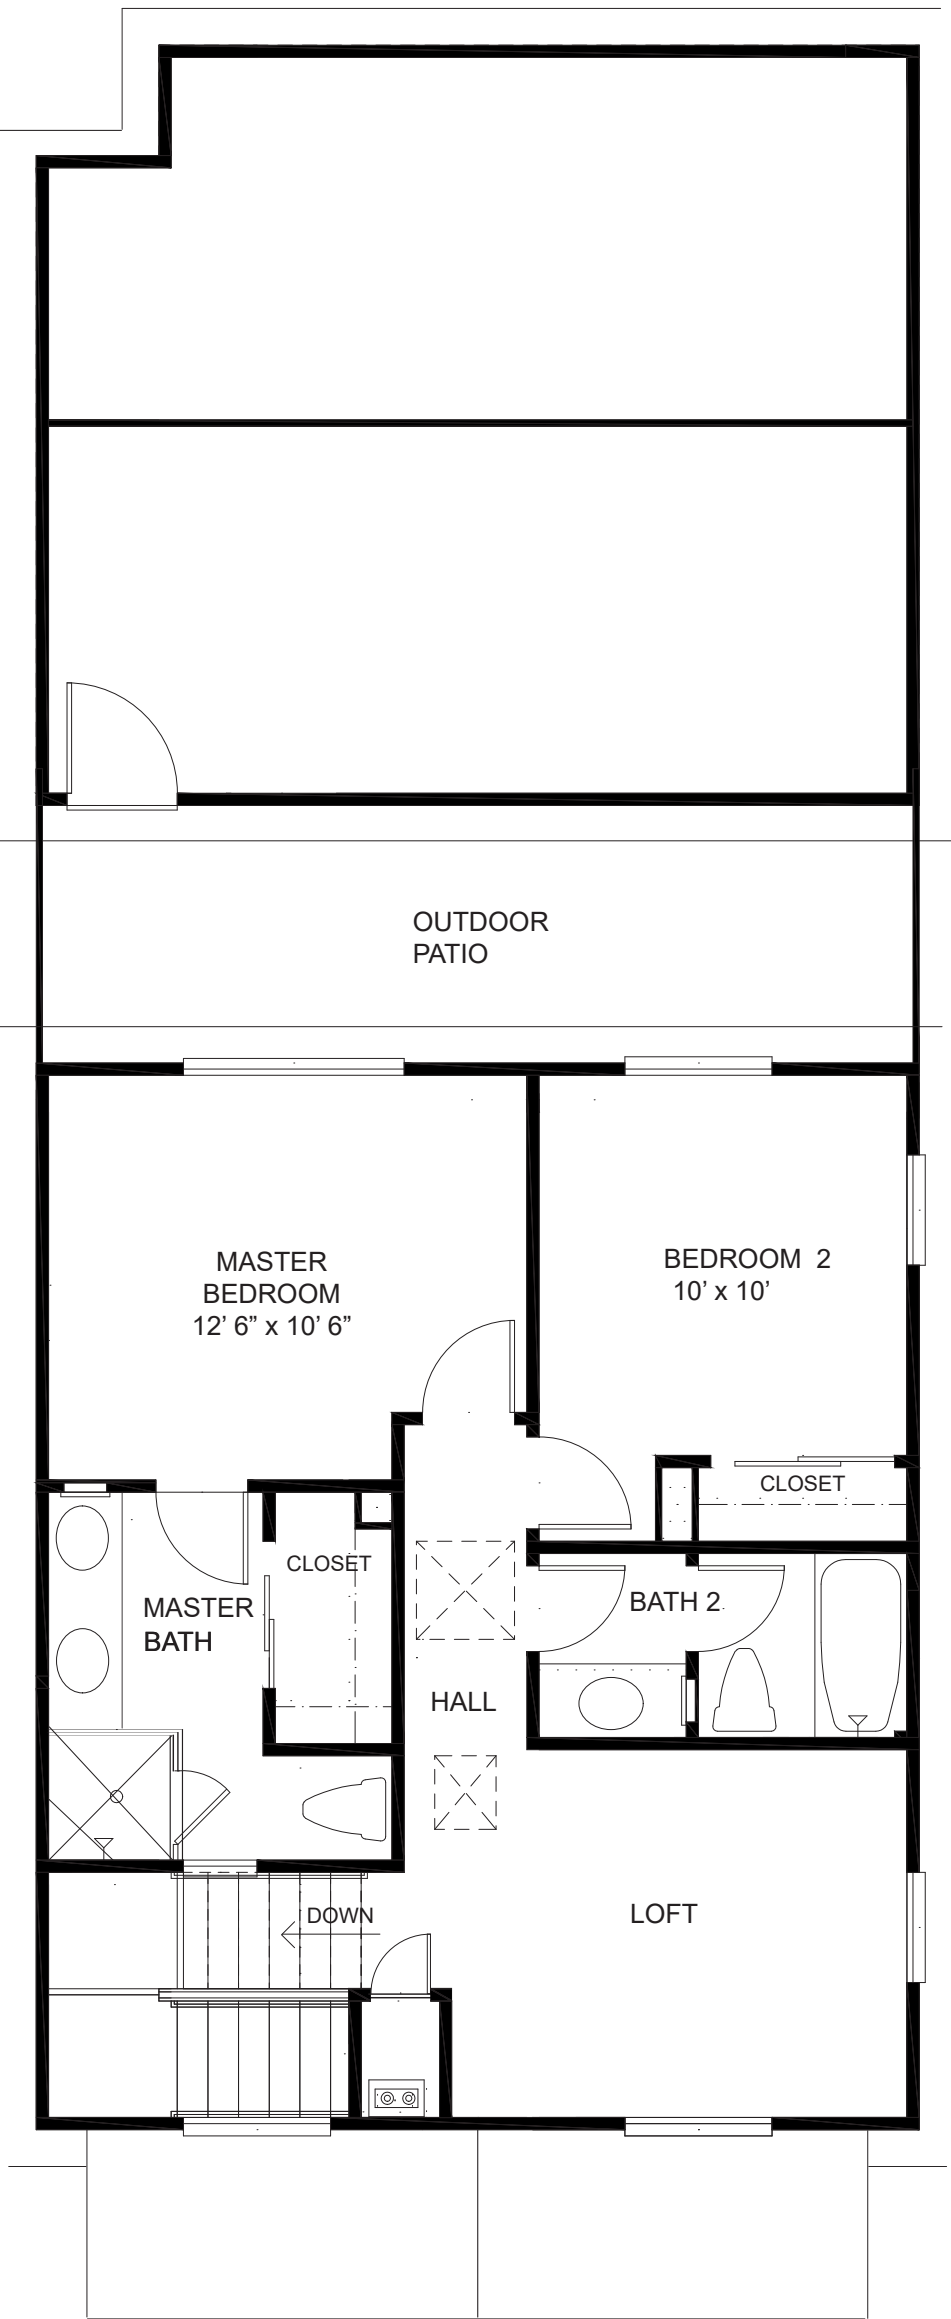 OUTDOOR
PATIO
MASTER
BEDROOM
12’ 6” x 10’ 6”
BEDROOM 2
10’ x 10’
CLOSET
CLOSET
MASTER
BATH
BATH 2
HALL
LOFT
DOWN